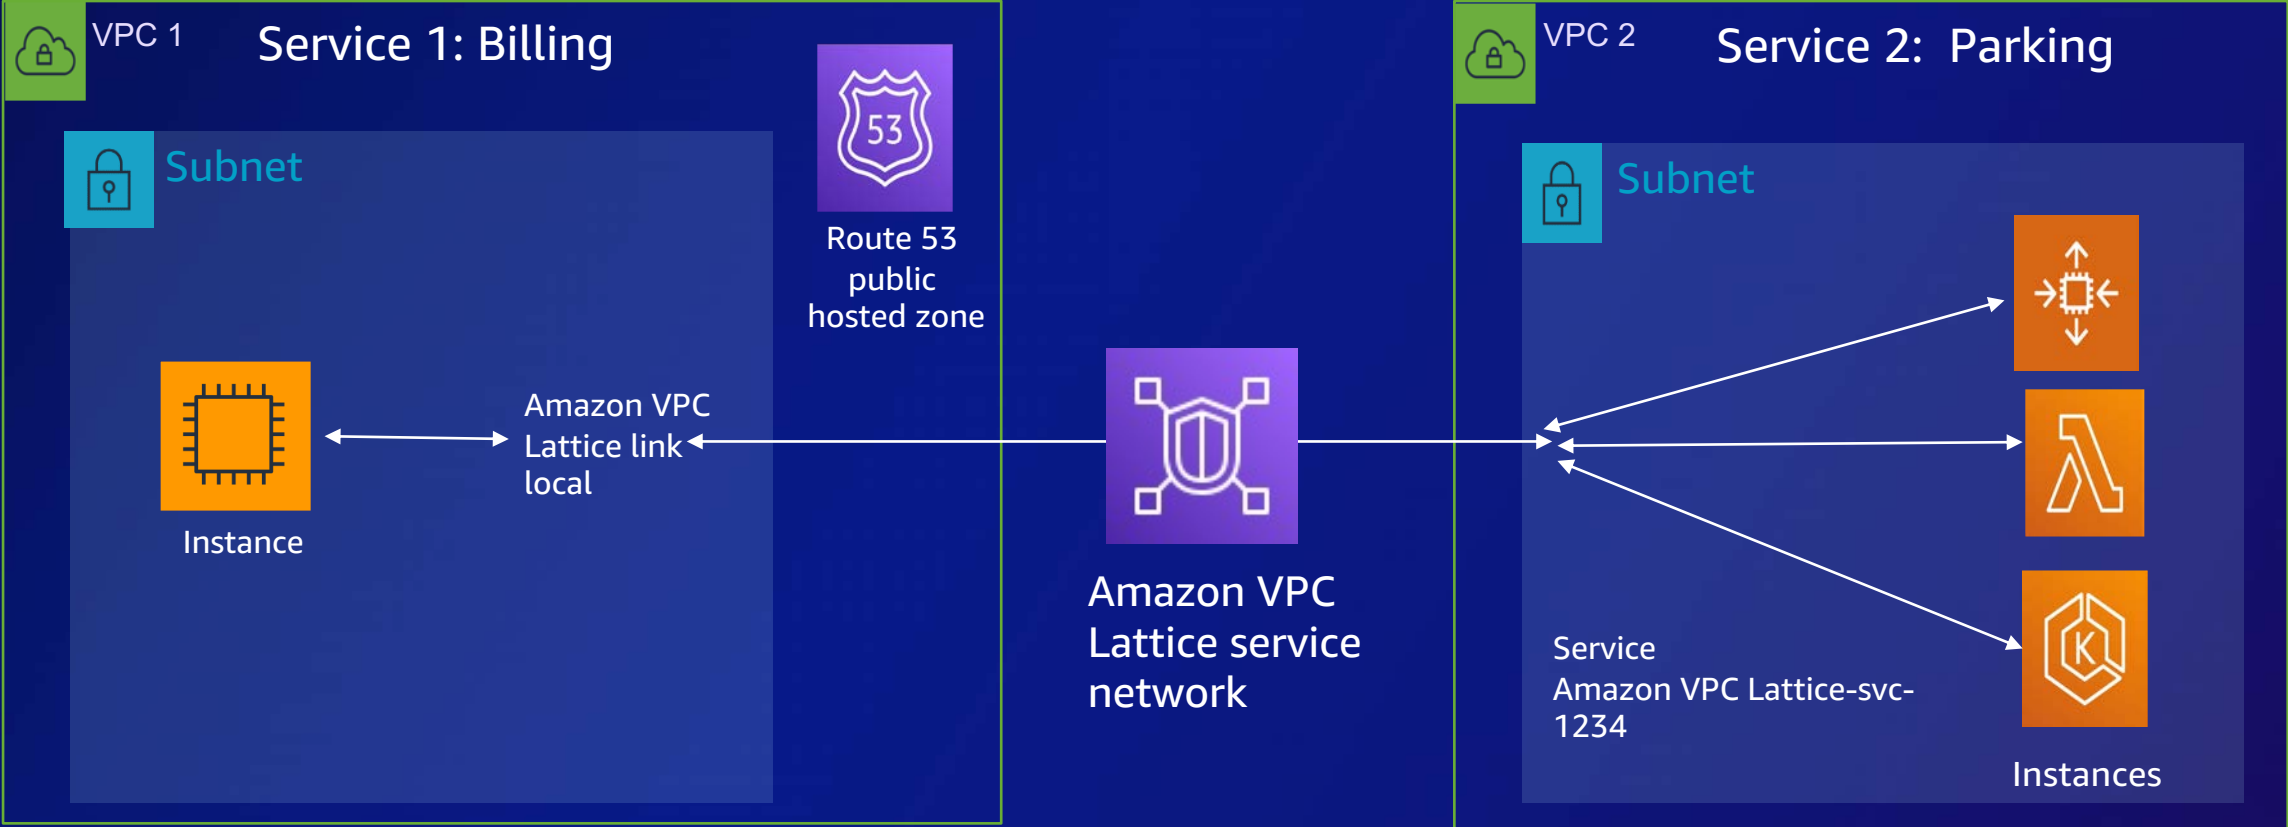 VPC 1
Service 1: Billing
53
Route 53
public
hosted zone
Subnet
Instance
Amazon VPC
Lattice link
local
Amazon VPC
Lattice service
network
VPC 2
Service 2: Parking
Subnet
K
Service
Amazon VPC Lattice-svc-
1234
Instances